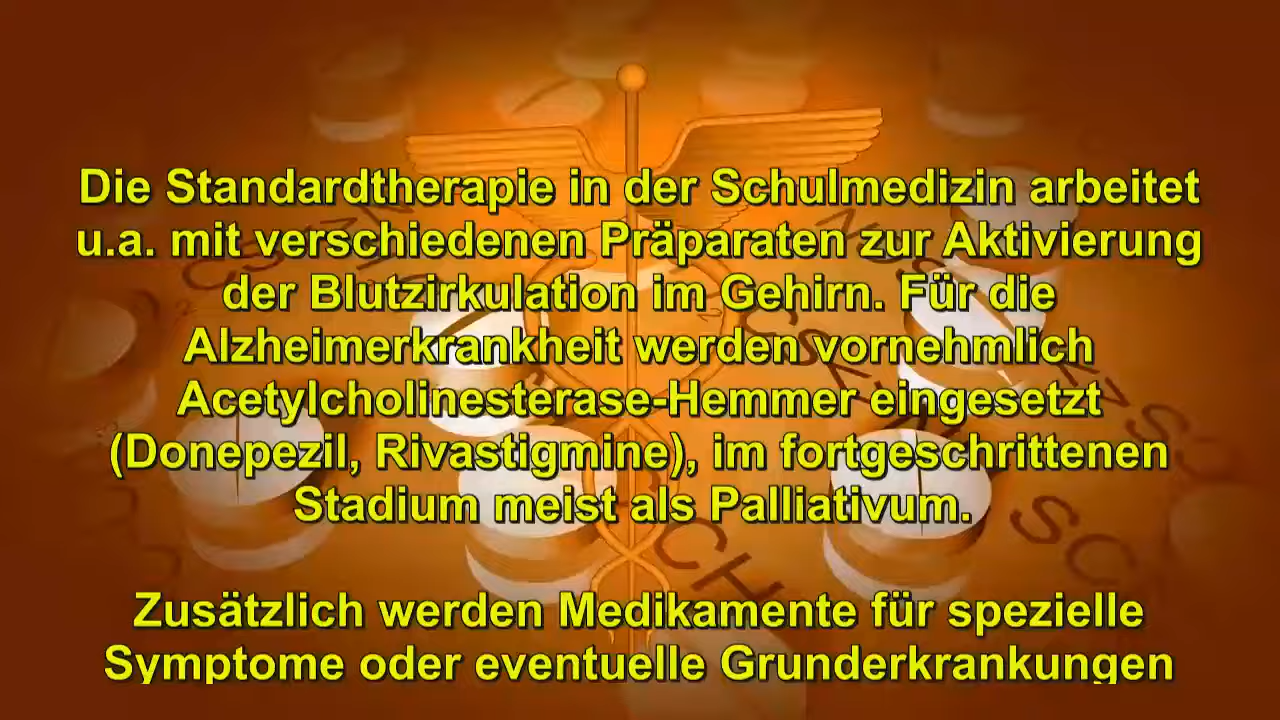 Die Standardtherapie in der Schulmedizin arbeitet
u.a. mit verschiedenen Präparaten zur Aktivierung
der Blutzirkulation im Gehirn. Für die
Alzheimerkrankheit werden vornehmlich
Acetylcholinesterase-Hemmer eingesetzt
(Donepezil, Rivastigmine), im fortgeschrittenen
Stadium meist als Palliativum.
Zusätzlich werden Medikamente für spezielle
Symptome oder eventuelle Grunderkrankungen